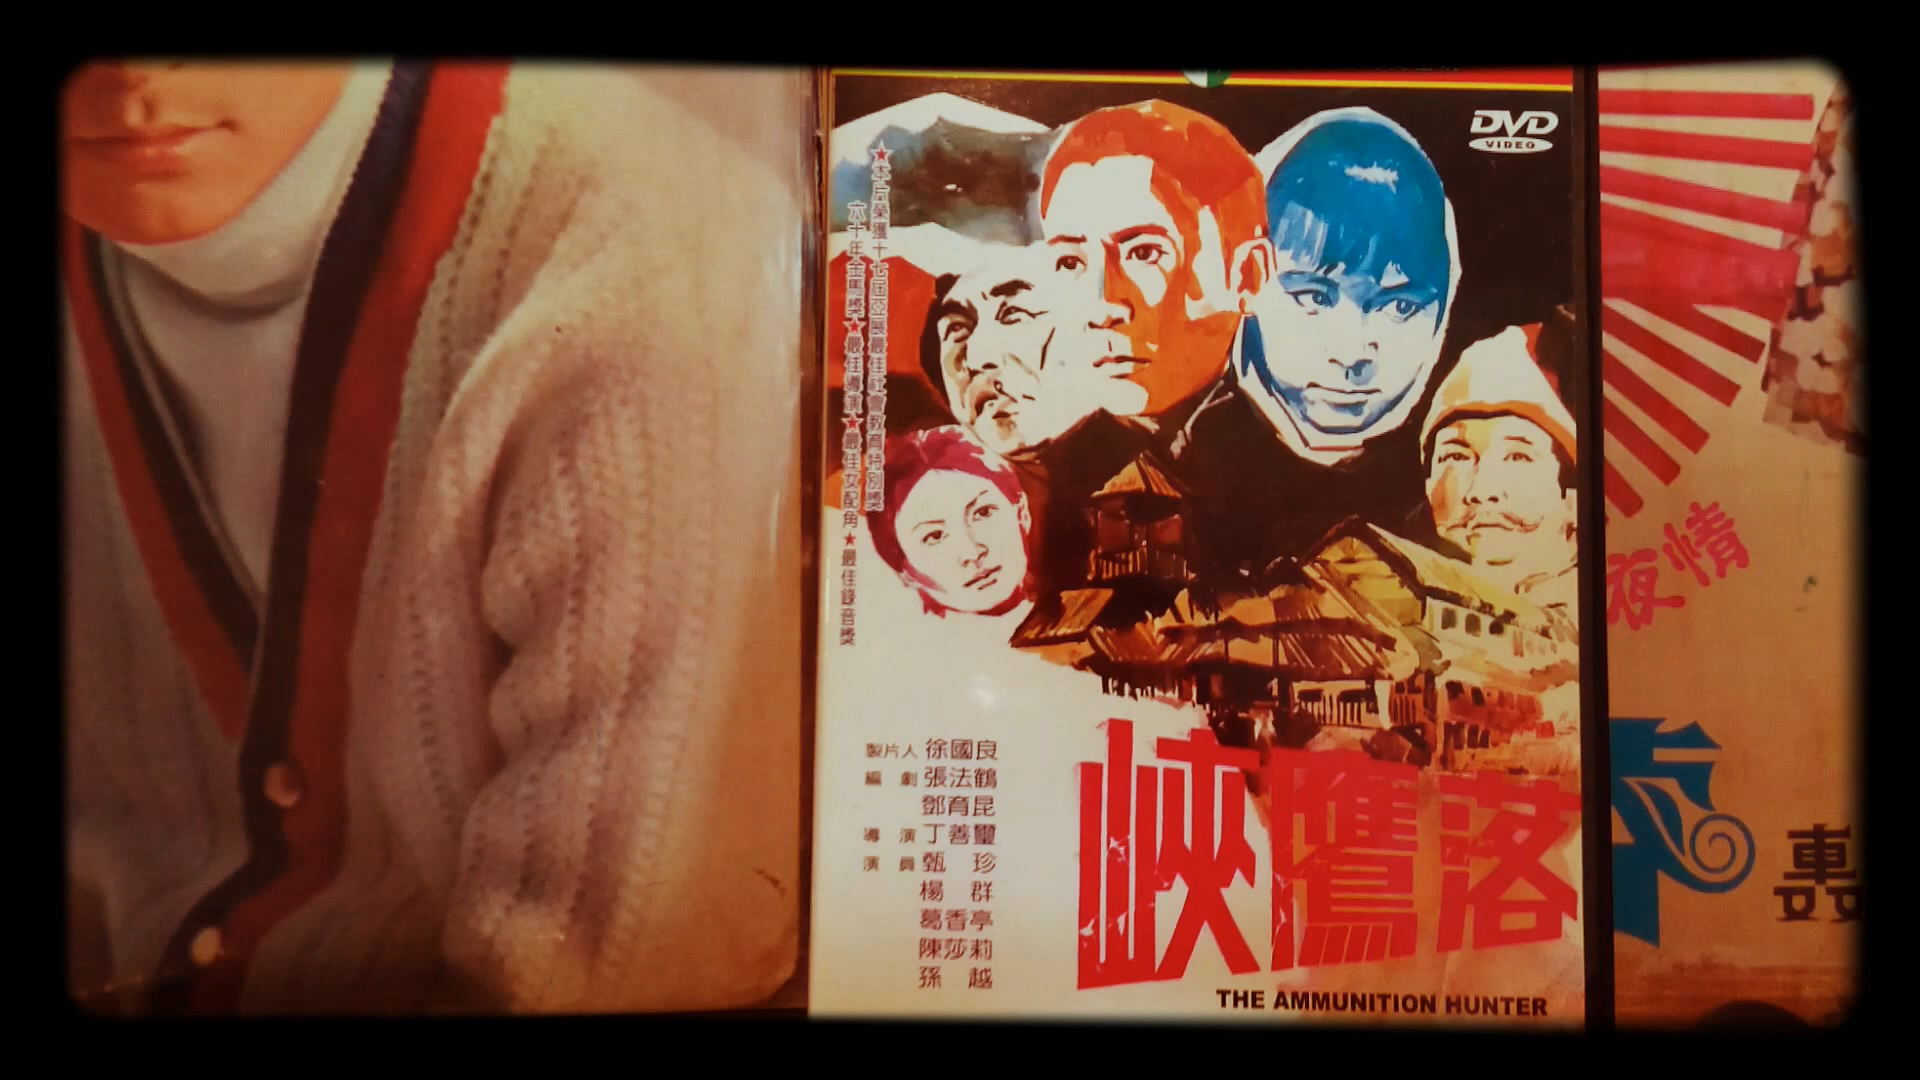 DVD
VIDEO
★本片榮獲十七屆亞展最佳社會教育特別獎
六十年金馬獎★最佳導演★最佳女配角★最佳錄音獎
製片人 徐國良
編劇 張法鶴
鄧育昆
導演 丁善璽
演員 甄珍
楊群
葛香亭
陳莎莉
孫越
峽鷹落
THE AMMUNITION HUNTER
夜情
轟